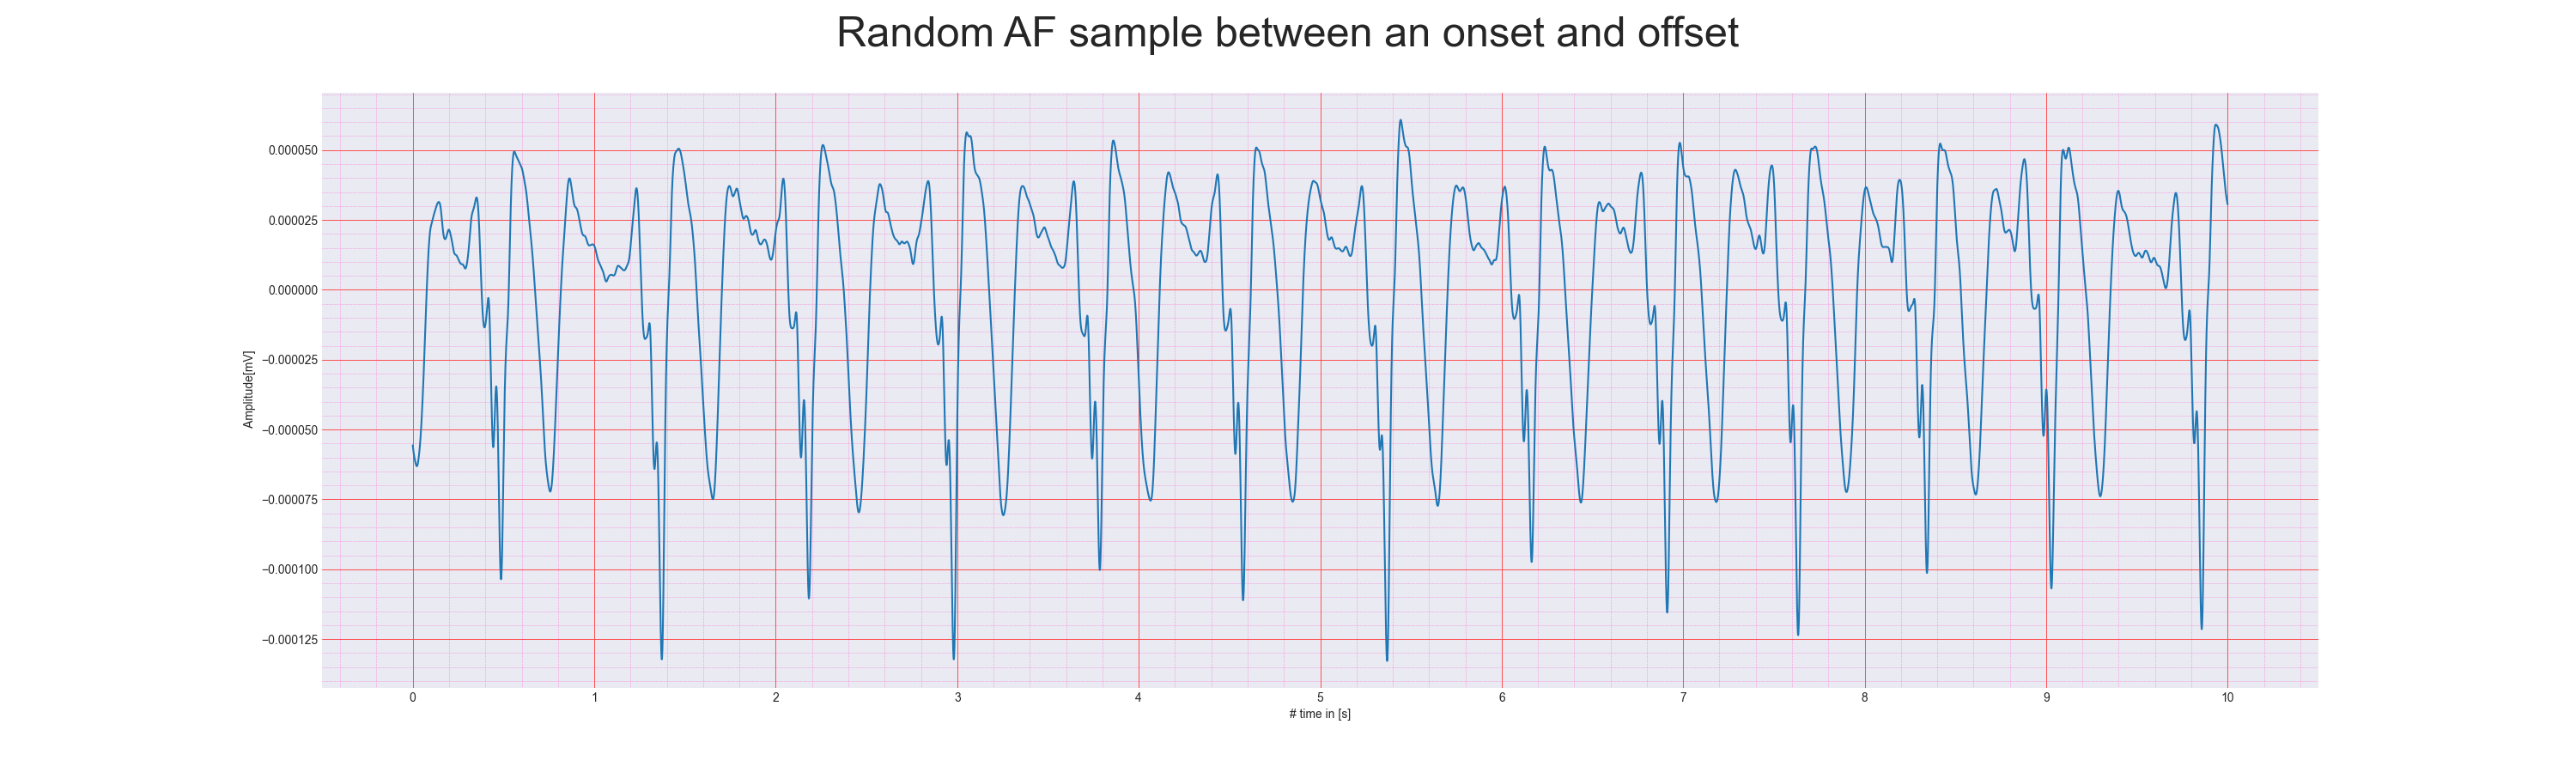 Random AF sample between an onset and offset
Amplitude[mV]
0.000050
0.000025
0.000000
−0.000025
−0.000050
−0.000075
−0.000100
−0.000125
0 1 2 3 4 5 6 7 8 9 10
# time in [s]